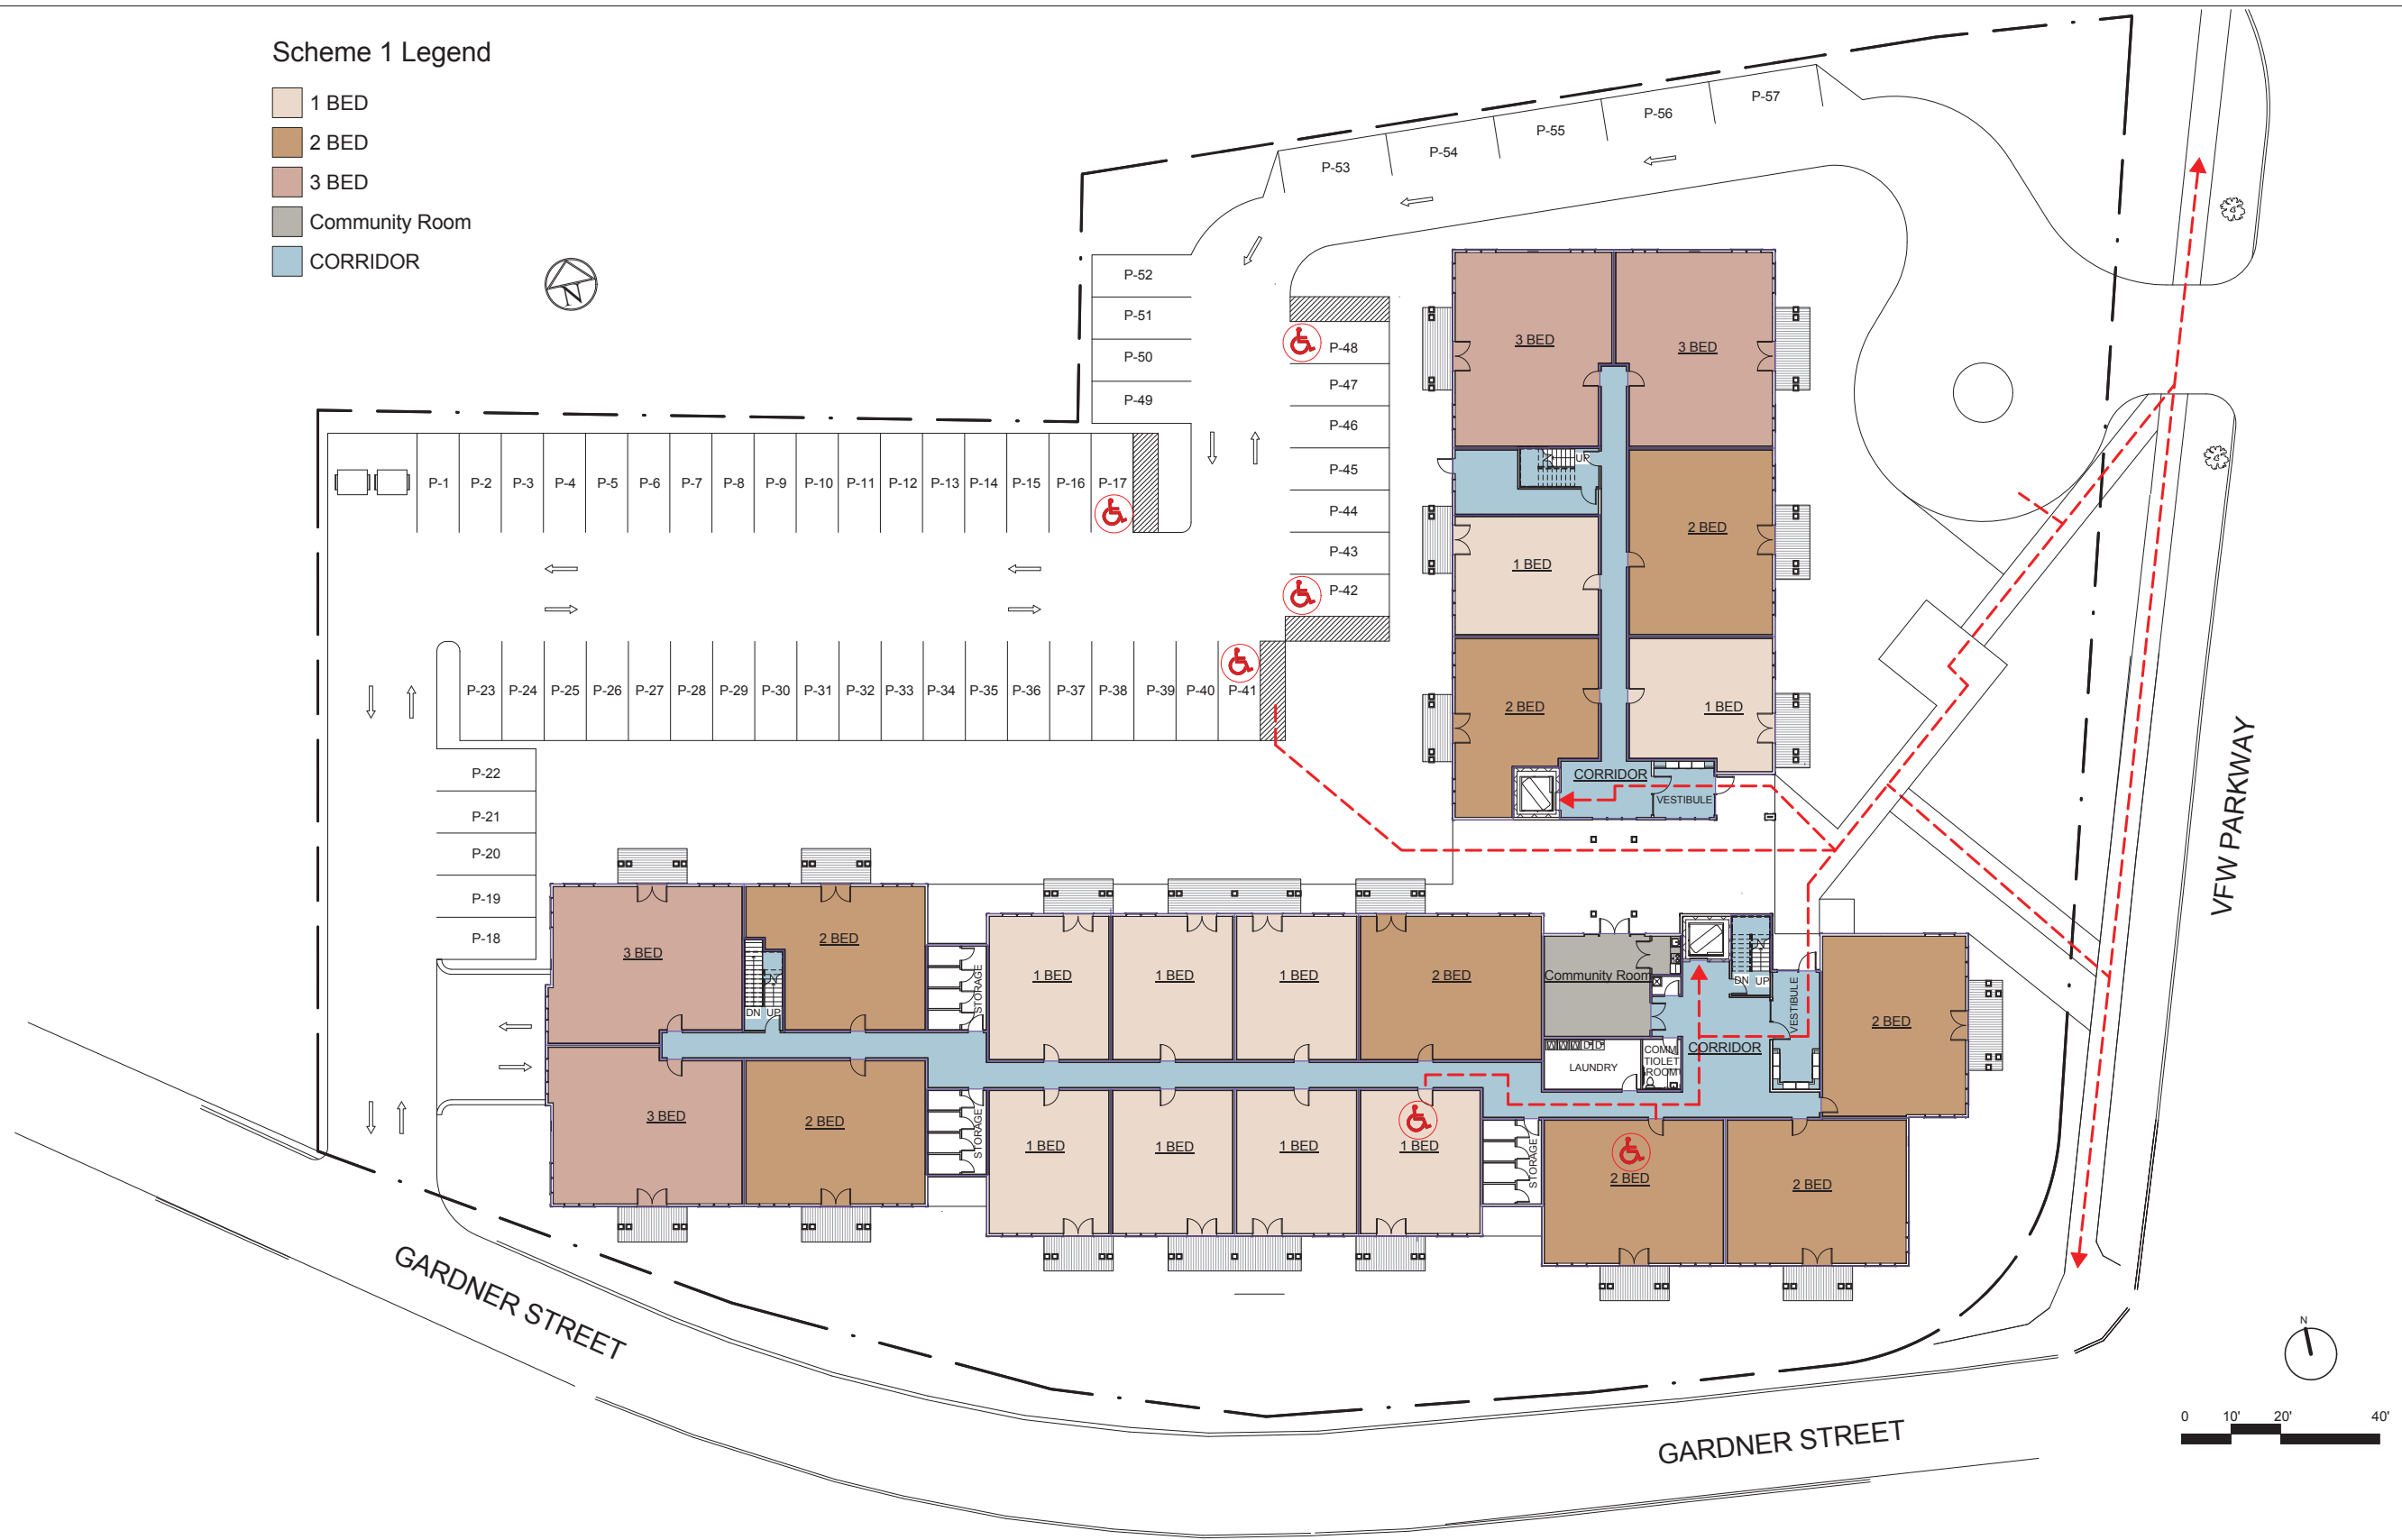 Scheme 1 Legend
1 BED
2 BED
3 BED
Community Room
CORRIDOR
N
P-57
P-56
P-55
P-54
P-53
P-52
P-51
P-50
P-49
P-48
P-47
P-46
P-45
P-44
P-43
P-42
P-1 P-2 P-3 P-4 P-5 P-6 P-7 P-8 P-9 P-10 P-11 P-12 P-13 P-14 P-15 P-16 P-17
P-23 P-24 P-25 P-26 P-27 P-28 P-29 P-30 P-31 P-32 P-33 P-34 P-35 P-36 P-37 P-38 P-39 P-40 P-41
P-22
P-21
P-20
P-19
P-18
3 BED
3 BED
UP
2 BED
1 BED
2 BED
1 BED
CORRIDOR
VESTIBULE
VFW PARKWAY
3 BED
2 BED
DN UP
STORAGE
1 BED
1 BED
1 BED
2 BED
Community Room
DN UP
VESTIBULE
2 BED
CORRIDOR
W W W D D
LAUNDRY
COMM
TIOLET
ROOM
3 BED
2 BED
STORAGE
1 BED
1 BED
1 BED
1 BED
STORAGE
2 BED
2 BED
GARDNER STREET
GARDNER STREET
N
0 10' 20' 40'